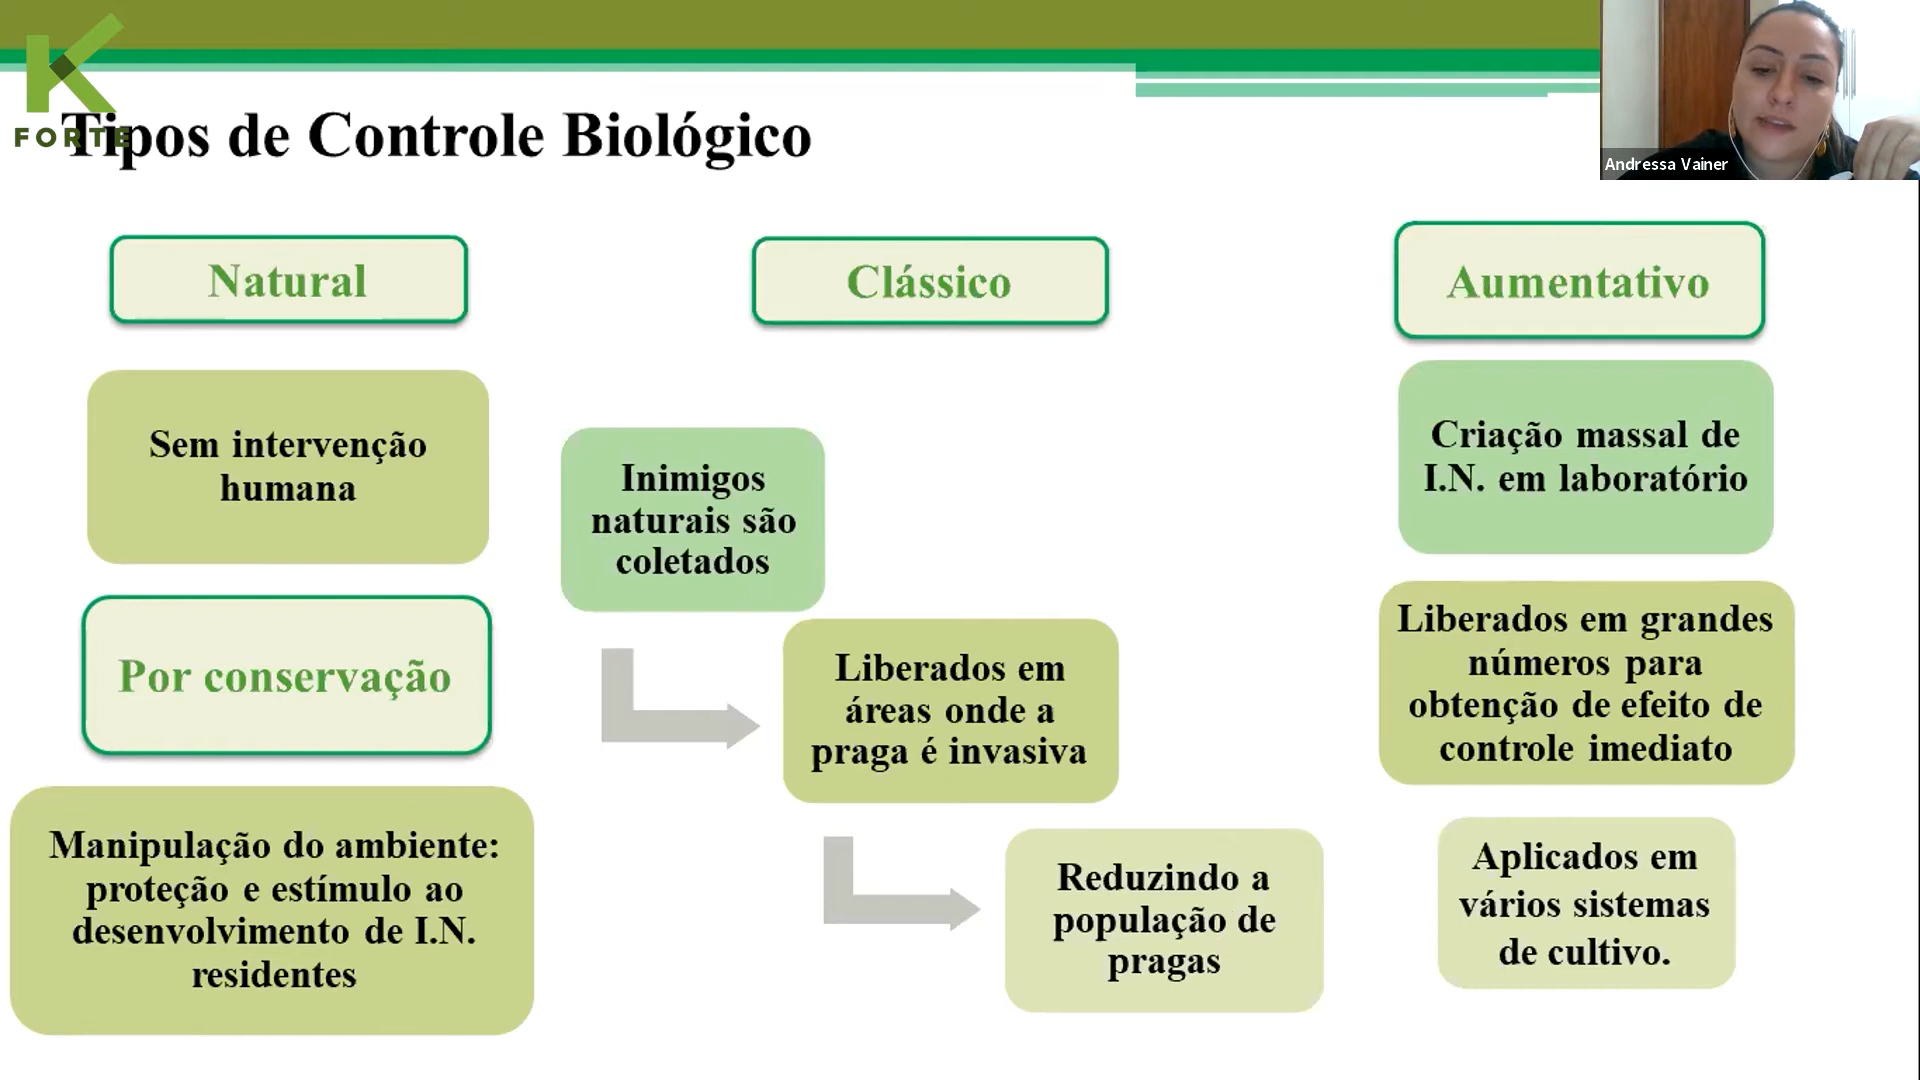 K
FORTE
Tipos de Controle Biológico
Andressa Vainer
Natural
Sem intervenção
humana
Por conservação
Manipulação do ambiente:
proteção e estímulo ao
desenvolvimento de I.N.
residentes
Clássico
Inimigos
naturais são
coletados
Liberados em
áreas onde a
praga é invasiva
Reduzindo a
população de
pragas
Aumentativo
Criação massal de
I.N. em laboratório
Liberados em grandes
números para
obtenção de efeito de
controle imediato
Aplicados em
vários sistemas
de cultivo.